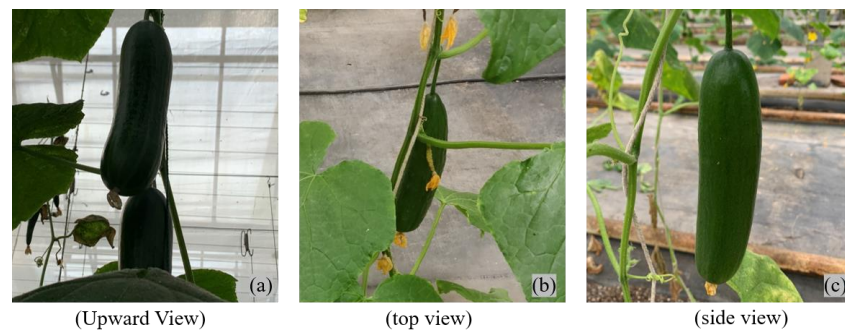 (a)
(b)
(c)
(Upward View)
(top view)
(side view)